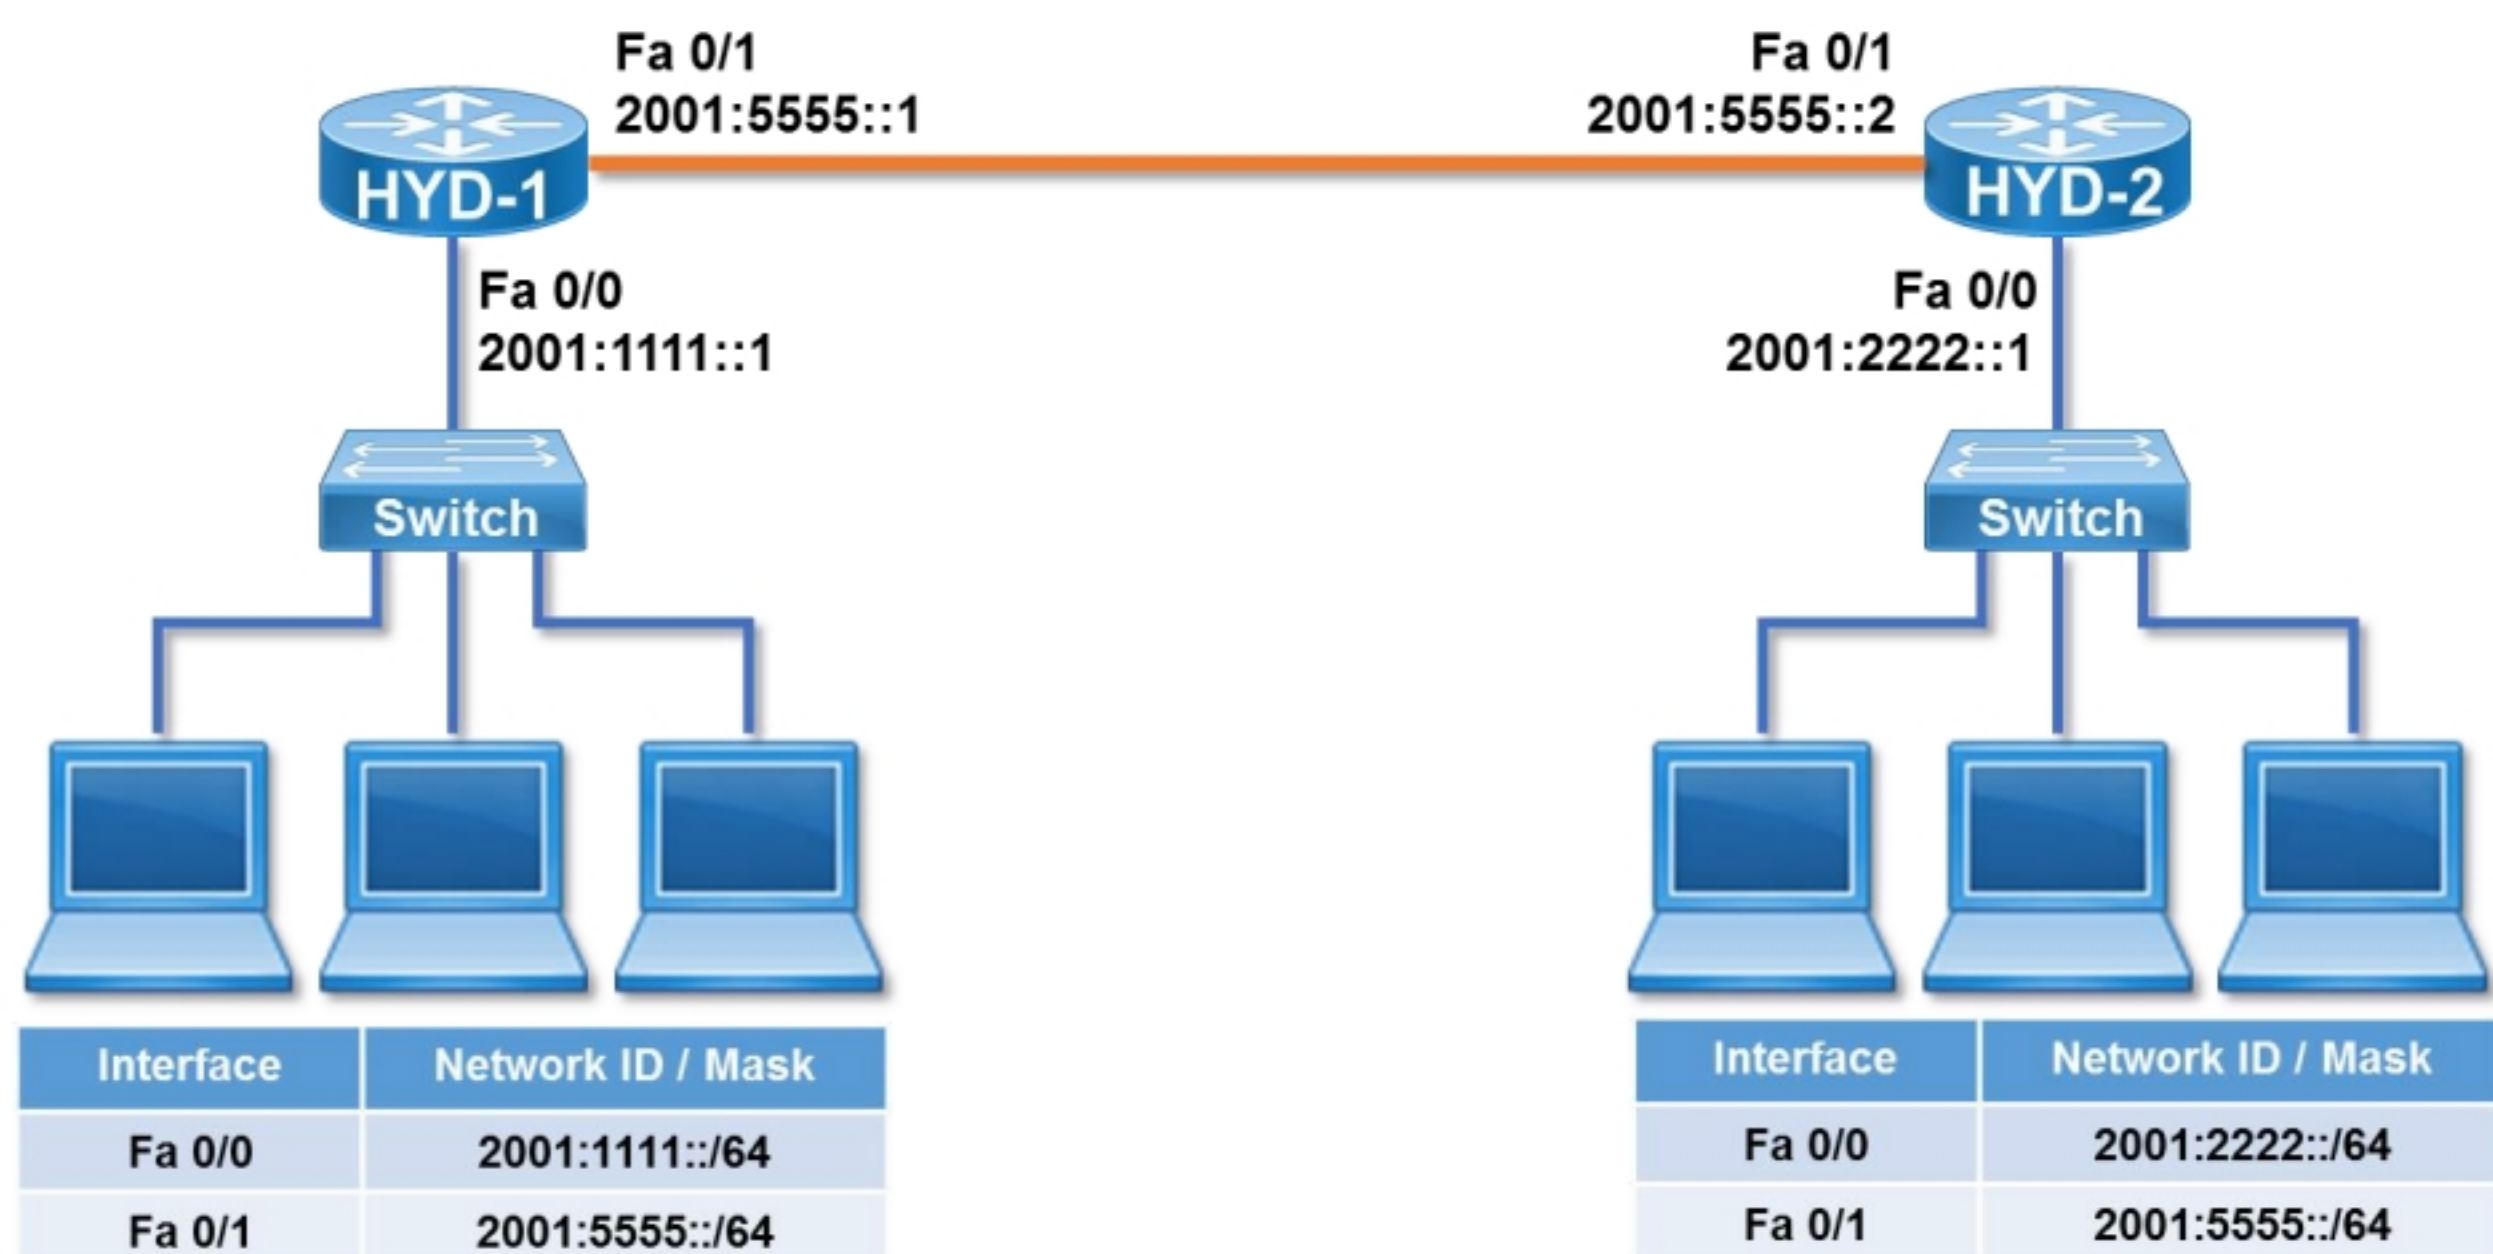 Fa 0/1
2001:5555::1
Fa 0/1
2001:5555::2
HYD-1
HYD-2
Fa 0/0
2001:1111::1
Fa 0/0
2001:2222::1
Switch
Switch
Interface Network ID / Mask
Fa 0/0 2001:1111::/64
Fa 0/1 2001:5555::/64
Interface Network ID / Mask
Fa 0/0 2001:2222::/64
Fa 0/1 2001:5555::/64